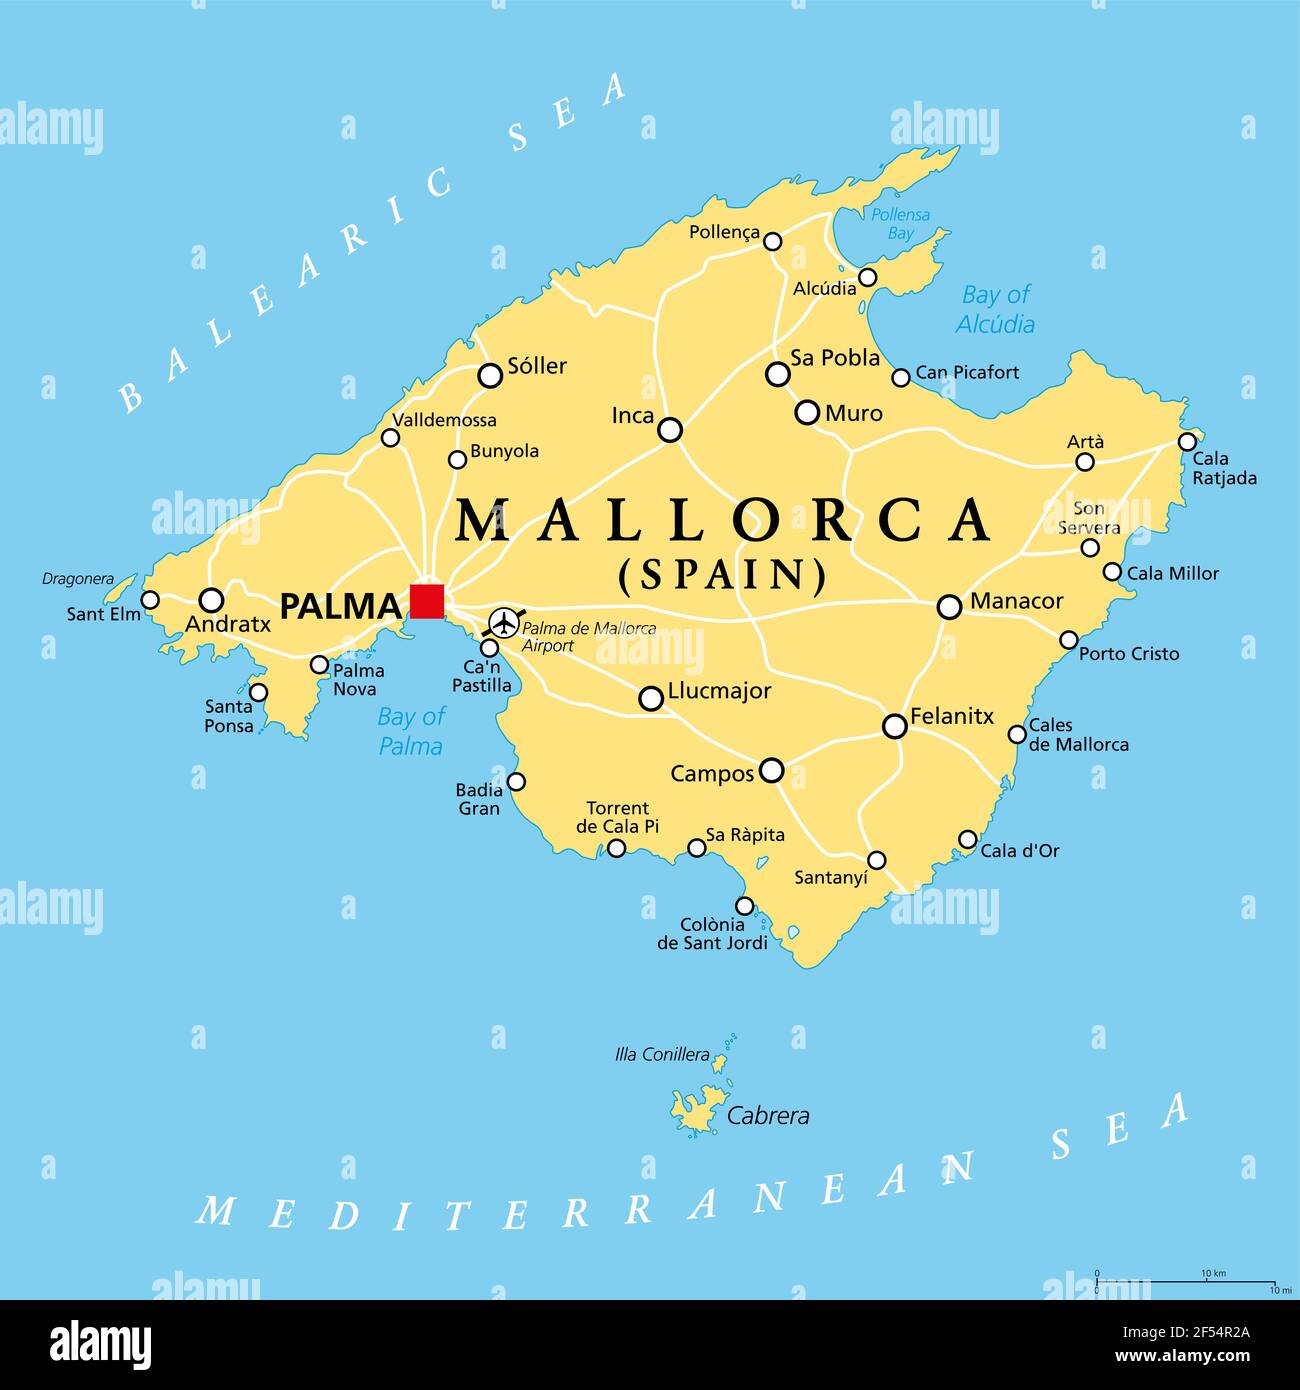 BALEARIC SEA
Pollensa
Bay
Pollença
Alcúdia
Bay of
Alcúdia
Sóller
Sa Pobla
Can Picafort
Inca
Muro
Valldemossa
Bunyola
Artà
Cala
Ratjada
MALLORCA
(SPAIN)
Son
Servera
Cala Millor
Dragonera
Sant Elm
Andratx
PALMA
Palma de Mallorca
Airport
Manacor
Porto Cristo
Ca'n
Pastilla
Palma
Nova
Santa
Ponsa
Bay of
Palma
Llucmajor
Felanitx
Cales
de Mallorca
Campos
Badia
Gran
Torrent
de Cala Pi
Sa Ràpita
Cala d'Or
Santanyí
Colònia
de Sant Jordi
Illa Conillera
Cabrera
MEDITERRANEAN SEA
0 10 km
0 10 mi
alamy
Image ID: 2F54R2A
www.alamy.com